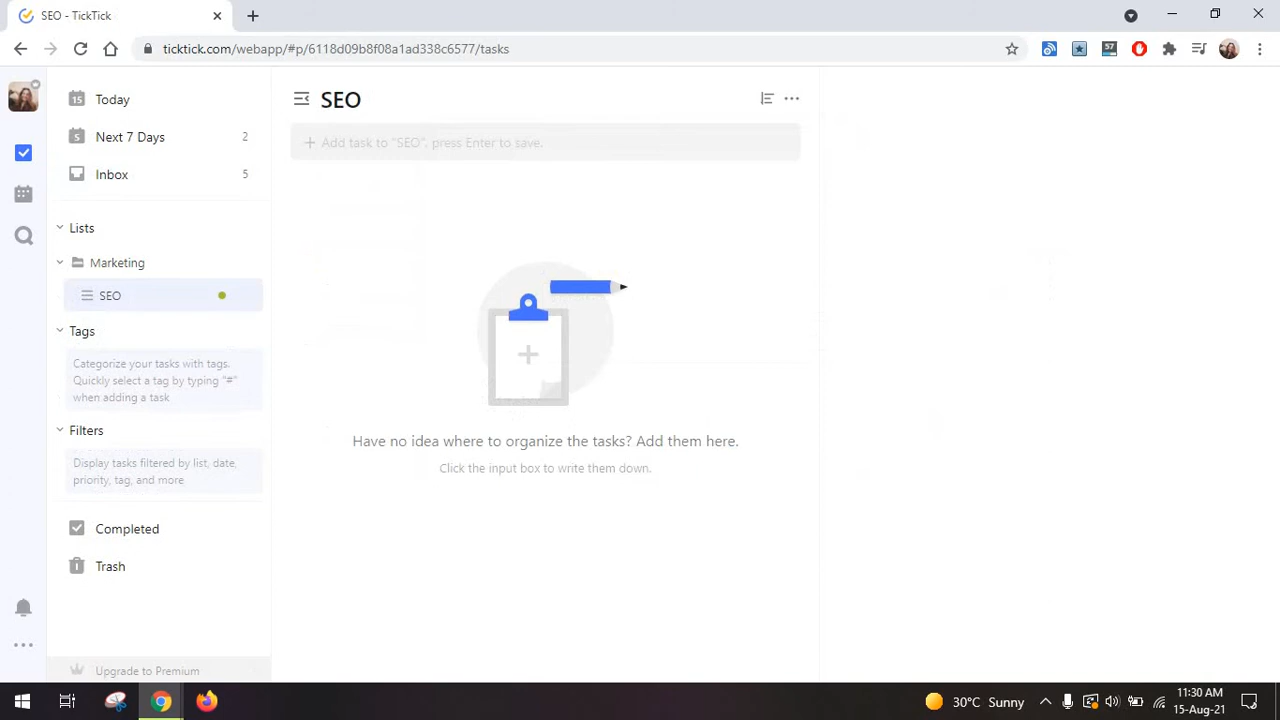 SEO - TickTick
ticktick.com/webapp/#p/6118d09b8f08a1ad338c6577/tasks
57
15 Today
S Next 7 Days 2
Inbox 5
Lists
Marketing
SEO
Tags
Categorize your tasks with tags.
Quickly select a tag by typing "#"
when adding a task
Filters
Display tasks filtered by list, date,
priority, tag, and more
Completed
Trash
Upgrade to Premium
SEO
+ Add task to "SEO", press Enter to save.
Have no idea where to organize the tasks? Add them here.
Click the input box to write them down.
30°C Sunny
11:30 AM
15-Aug-21